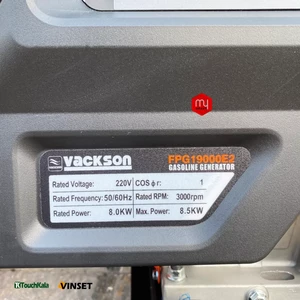 my
VACKSON
FPG19000E2
GASOLINE GENERATOR
Rated Voltage: 220V COS φ r: 1
Rated Frequency: 50/60Hz Rated RPM: 3000rpm
Rated Power: 8.0KW Max. Power: 8.5KW
TouchKala VINSET